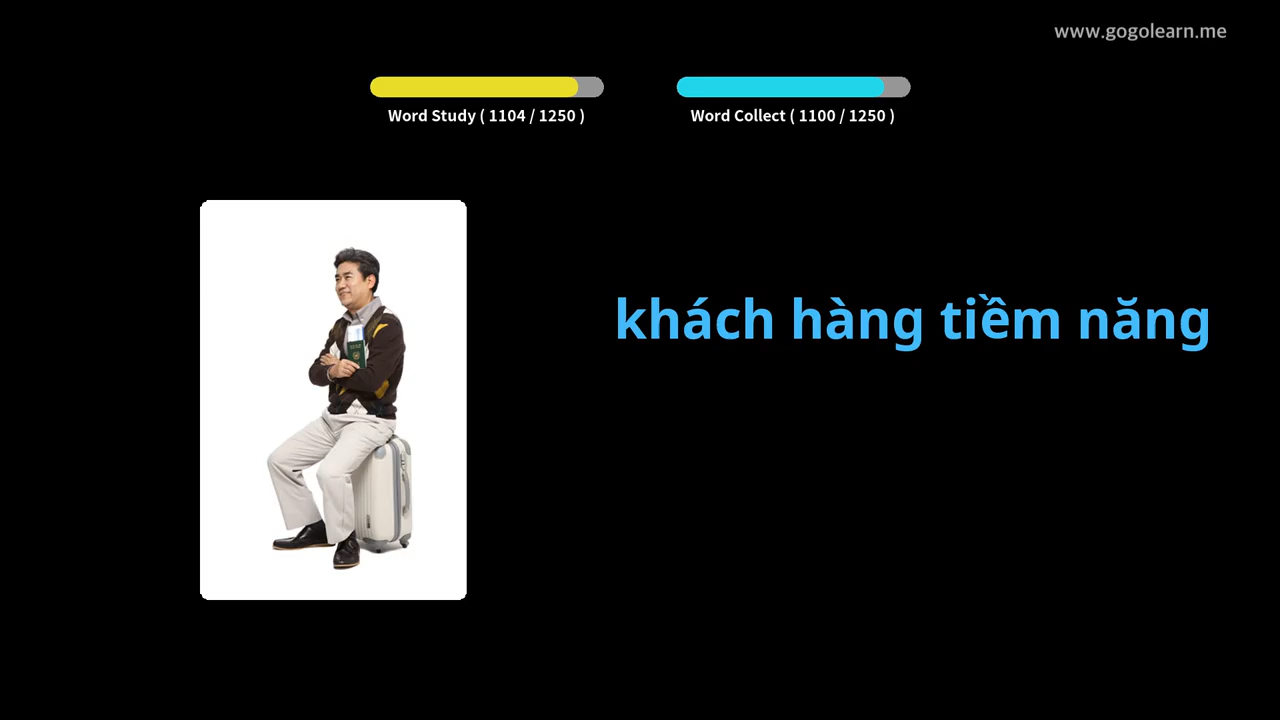 www.gogolearn.me
Word Study ( 1104 / 1250 )
Word Collect ( 1100 / 1250 )
khách hàng tiềm năng